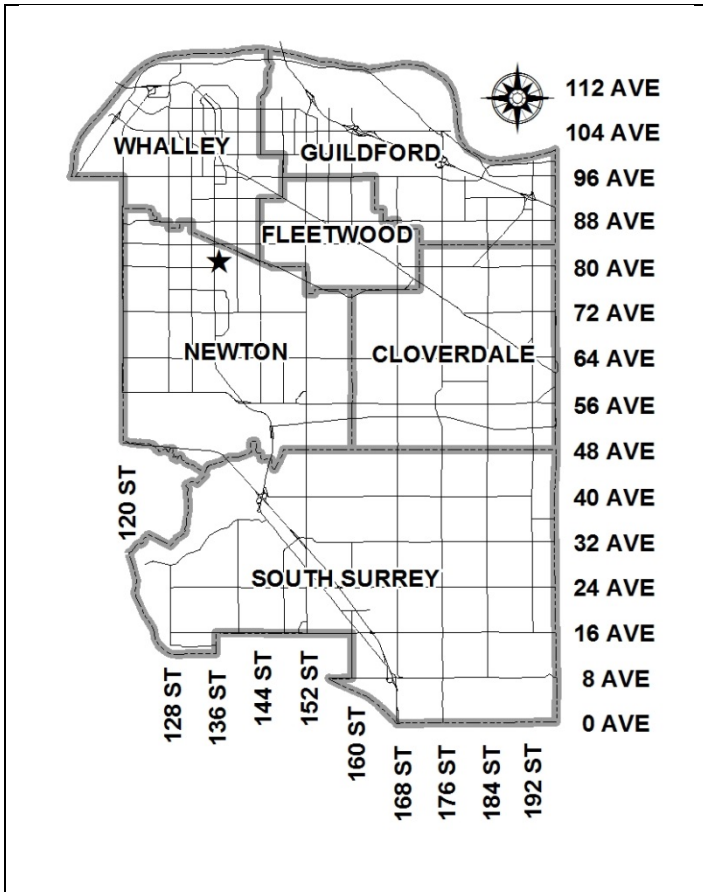 112 AVE
104 AVE
WHALLEY
GUILDFORD
96 AVE
88 AVE
FLEETWOOD
80 AVE
72 AVE
NEWTON
CLOVERDALE
64 AVE
56 AVE
48 AVE
120 ST
40 AVE
32 AVE
SOUTH SURREY
24 AVE
16 AVE
8 AVE
0 AVE
128 ST
136 ST
144 ST
152 ST
160 ST
168 ST
176 ST
184 ST
192 ST